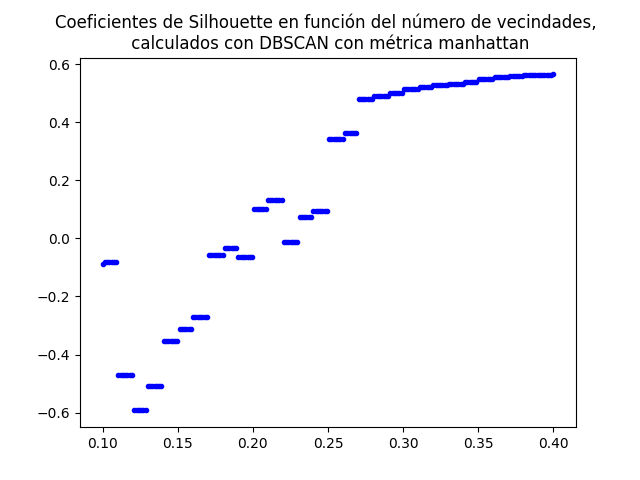 Coeficientes de Silhouette en función del número de vecindades,
calculados con DBSCAN con métrica manhattan
0.6
0.4
0.2
0.0
−0.2
−0.4
−0.6
0.10 0.15 0.20 0.25 0.30 0.35 0.40